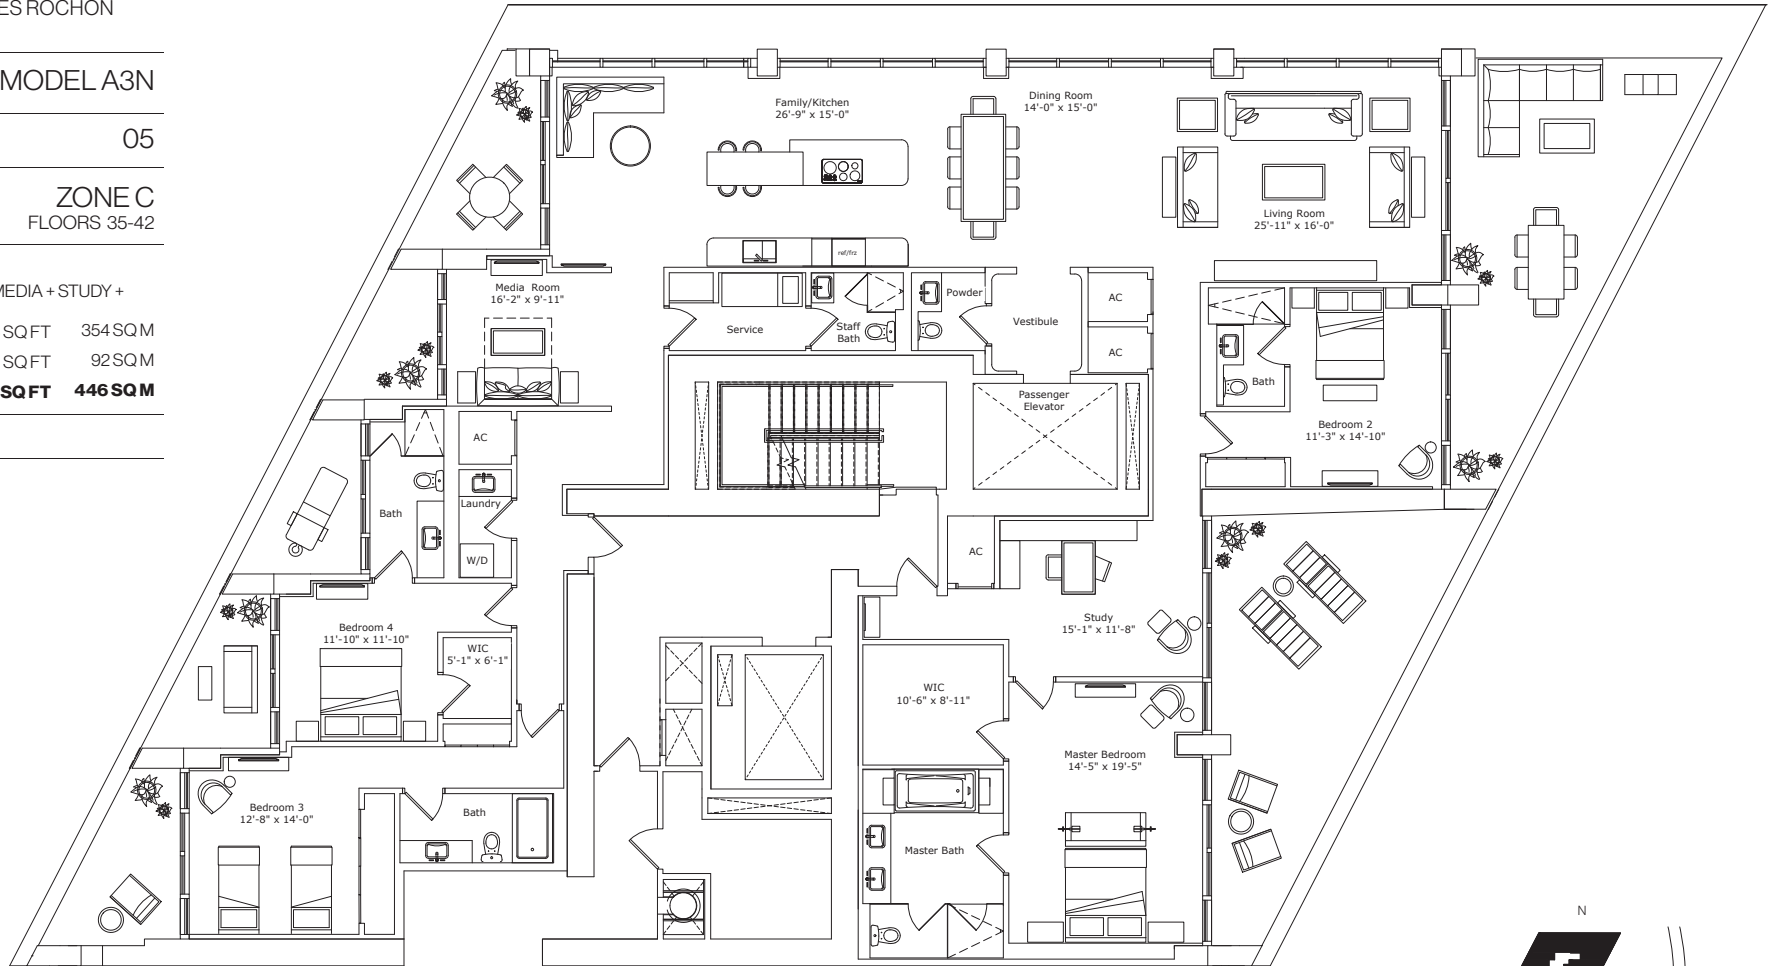 ES ROCHON
MODEL A3N
05
ZONE C
FLOORS 35-42
MEDIA + STUDY +
SQ FT 354 SQ M
SQ FT 92 SQ M
SQ FT 446 SQ M
Family/Kitchen
26'-9" x 15'-0"
Dining Room
14'-0" x 15'-0"
Living Room
25'-11" x 16'-0"
ref/frz
Media Room
16'-2" x 9'-11"
Service
Staff
Bath
Powder
Vestibule
AC
AC
Passenger
Elevator
Bath
Bedroom 2
11'-3" x 14'-10"
AC
Laundry
Bath
W/D
AC
Study
15'-1" x 11'-8"
Bedroom 4
11'-10" x 11'-10"
WIC
5'-1" x 6'-1"
WIC
10'-6" x 8'-11"
Master Bedroom
14'-5" x 19'-5"
Bedroom 3
12'-8" x 14'-0"
Bath
Master Bath
N